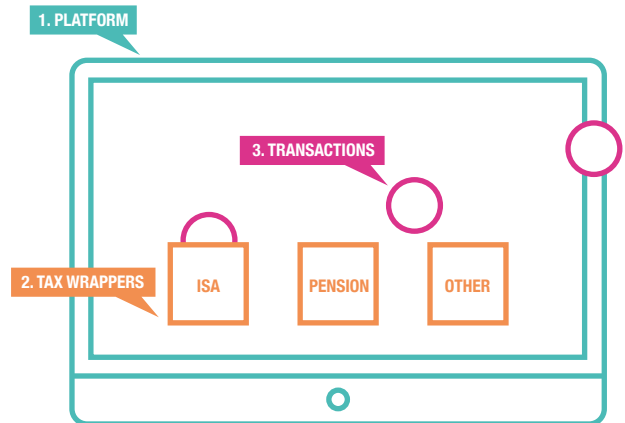 1. PLATFORM
3. TRANSACTIONS
2. TAX WRAPPERS
ISA
PENSION
OTHER